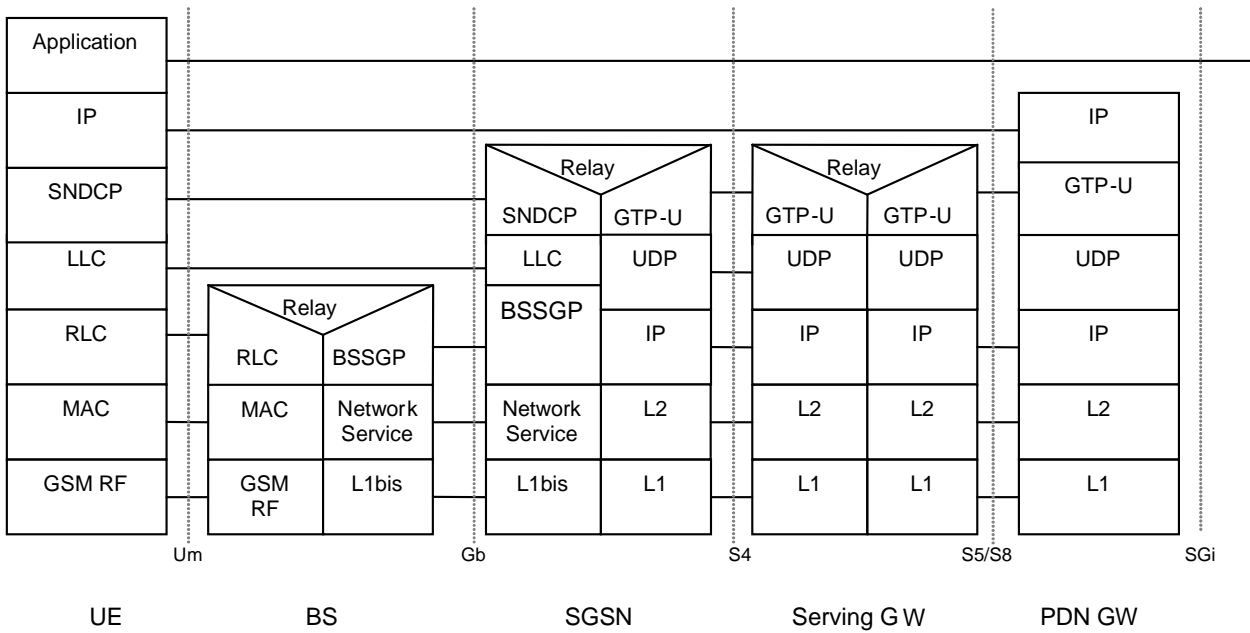 Application
IP
IP
Relay
Relay
SNDCP
GTP-U
SNDCP
GTP-U
GTP-U
GTP-U
LLC
LLC
UDP
UDP
UDP
UDP
Relay
BSSGP
RLC
IP
IP
IP
IP
RLC
BSSGP
MAC
MAC
Network
Service
Network
Service
L2
L2
L2
L2
GSM RF
GSM
RF
L1bis
L1bis
L1
L1
L1
L1
Um
Gb
S4
S5/S8
SGi
UE
BS
SGSN
Serving GW
PDN GW